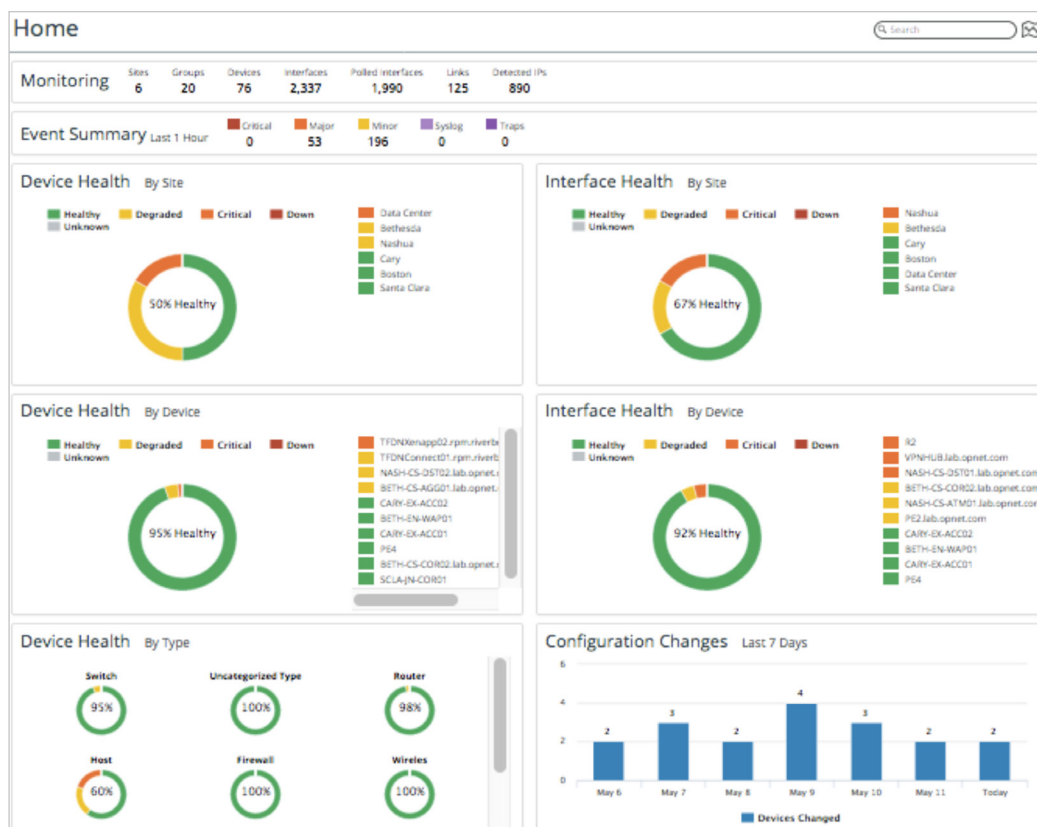 Home
Search
Monitoring
Sites Groups Devices Interfaces Polled Interfaces Links Detected IPs
6 20 76 2,337 1,990 125 890
Event Summary Last 1 Hour
Critical Major Minor Syslog Traps
0 53 196 0 0
Device Health By Site
Healthy Degraded Critical Down
Unknown
50% Healthy
Data Center
Bethesda
Nashua
Cary
Boston
Santa Clara
Interface Health By Site
Healthy Degraded Critical Down
Unknown
67% Healthy
Nashua
Bethesda
Cary
Boston
Data Center
Santa Clara
Device Health By Device
Healthy Degraded Critical Down
Unknown
95% Healthy
TFDNXenapp02.rpm.riverb
TFDNConnect01.rpm.riverb
NASH-CS-DST02.lab.opnet.
BETH-CS-AGG01.lab.opnet.
CARY-EX-ACC02
BETH-EN-WAP01
CARY-EX-ACC01
PE4
BETH-CS-COR02.lab.opnet.
SCLA-JN-COR01
Interface Health By Device
Healthy Degraded Critical Down
Unknown
92% Healthy
R2
VPNHUB.lab.opnet.com
NASH-CS-DST01.lab.opnet.com
BETH-CS-COR02.lab.opnet.com
NASH-CS-ATM01.lab.opnet.com
PE2.lab.opnet.com
CARY-EX-ACC02
BETH-EN-WAP01
CARY-EX-ACC01
PE4
Device Health By Type
Switch Uncategorized Type Router
95% 100% 98%
Host Firewall Wireles
60% 100% 100%
Configuration Changes Last 7 Days
6
4
2
0
2 3 2 4 3 2 2
May 6 May 7 May 8 May 9 May 10 May 11 Today
Devices Changed